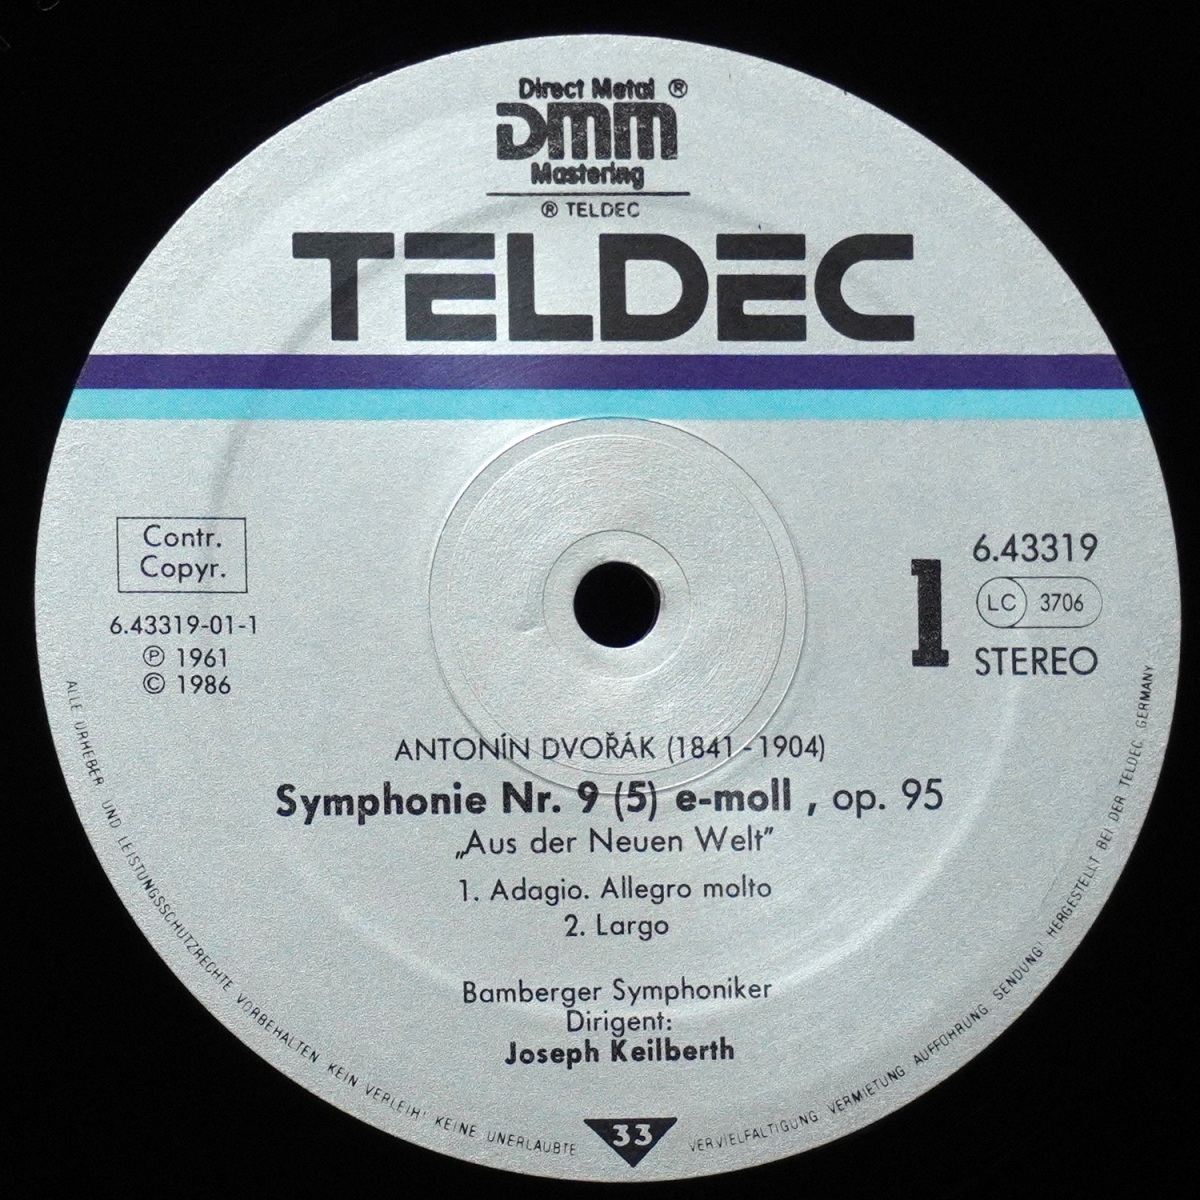 Direct Metal ®
DMM
Mastering
® TELDEC
TELDEC
Contr.
Copyr.
6.43319-01-1
℗ 1961
© 1986
1
6.43319
LC 3706
STEREO
ANTONÍN DVOŘÁK (1841-1904)
Symphonie Nr. 9 (5) e-moll , op. 95
„Aus der Neuen Welt”
1. Adagio. Allegro molto
2. Largo
Bamberger Symphoniker
Dirigent:
Joseph Keilberth
33
ALLE URHEBER UND LEISTUNGSSCHUTZRECHTE VORBEHALTEN KEIN VERLEIH! KEINE UNERLAUBTE VERVIELFÄLTIGUNG VERMIETUNG AUFFÜHRUNG SENDUNG! HERGESTELLT BEI DER TELDEC GERMANY